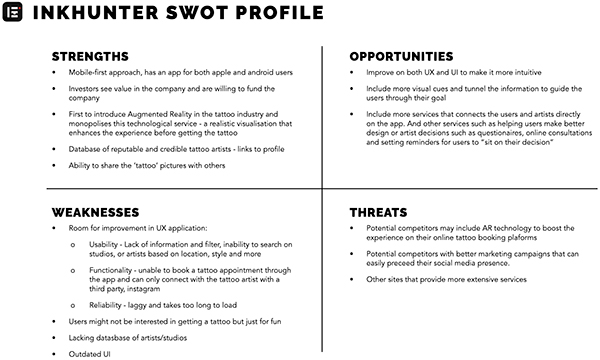 INKHUNTER SWOT PROFILE
STRENGTHS
• Mobile-first approach, has an app for both apple and android users
• Investors see value in the company and are willing to fund the
company
• First to introduce Augmented Reality in the tattoo industry and
monopolises this technological service - a realistic visualisation that
enhances the experience before getting the tattoo
• Database of reputable and credible tattoo artists - links to profile
• Ability to share the 'tattoo' pictures with others
OPPORTUNITIES
• Improve on both UX and UI to make it more intuitive
• Include more visual cues and tunnel the information to guide the
users through their goal
• Include more services that connects the users and artists directly
on the app. And other services such as helping users make better
design or artist decisions such as questionaires, online consultations
and setting reminders for users to "sit on their decision"
WEAKNESSES
• Room for improvement in UX application:
o Usability - Lack of information and filter, inability to search on
studios, or artists based on location, style and more
o Functionality - unable to book a tattoo appointment through
the app and can only connect with the tattoo artist with a
third party, instagram
o Reliability - laggy and takes too long to load
• Users might not be interested in getting a tattoo but just for fun
• Lacking datasbase of artists/studios
• Outdated UI
THREATS
• Potential competitors may include AR technology to boost the
experience on their online tattoo booking plaforms
• Potential competitors with better marketing campaigns that can
easily preceed their social media presence.
• Other sites that provide more extensive services